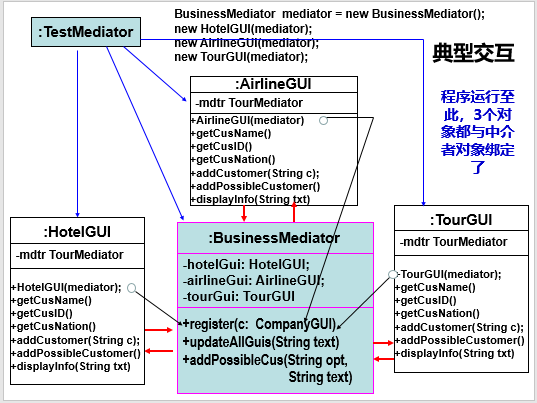 BusinessMediator mediator = new BusinessMediator();
new HotelGUI(mediator);
new AirlineGUI(mediator);
new TourGUI(mediator);
:TestMediator
典型交互
程序运行至
此，3个对
象都与中介
者对象绑定
了
:AirlineGUI
-mdtr TourMediator
+AirlineGUI(mediator)
+getCusName()
+getCusID()
+getCusNation()
+addCustomer(String c);
+addPossibleCustomer()
+displayInfo(String txt)
:HotelGUI
-mdtr TourMediator
+HotelGUI(mediator);
+getCusName()
+getCusID()
+getCusNation()
+addCustomer(String c);
+addPossibleCustomer()
+displayInfo(String txt)
:BusinessMediator
-hotelGui: HotelGUI;
-airlineGui: AirlineGUI;
-tourGui: TourGUI
+register(c: CompanyGUI)
+updateAllGuis(String text)
+addPossibleCus(String opt,
String text)
:TourGUI
-mdtr TourMediator
-TourGUI(mediator);
+getCusName()
+getCusID()
+getCusNation()
+addCustomer(String c);
+addPossibleCustomer()
+displayInfo(String txt)